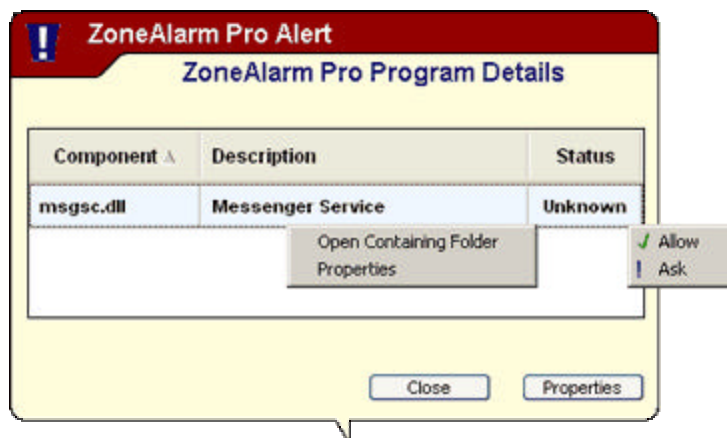 ZoneAlarm Pro Alert
ZoneAlarm Pro Program Details
Component Description Status
msgsc.dll Messenger Service Unknown
Open Containing Folder Allow
Properties Ask
Close Properties